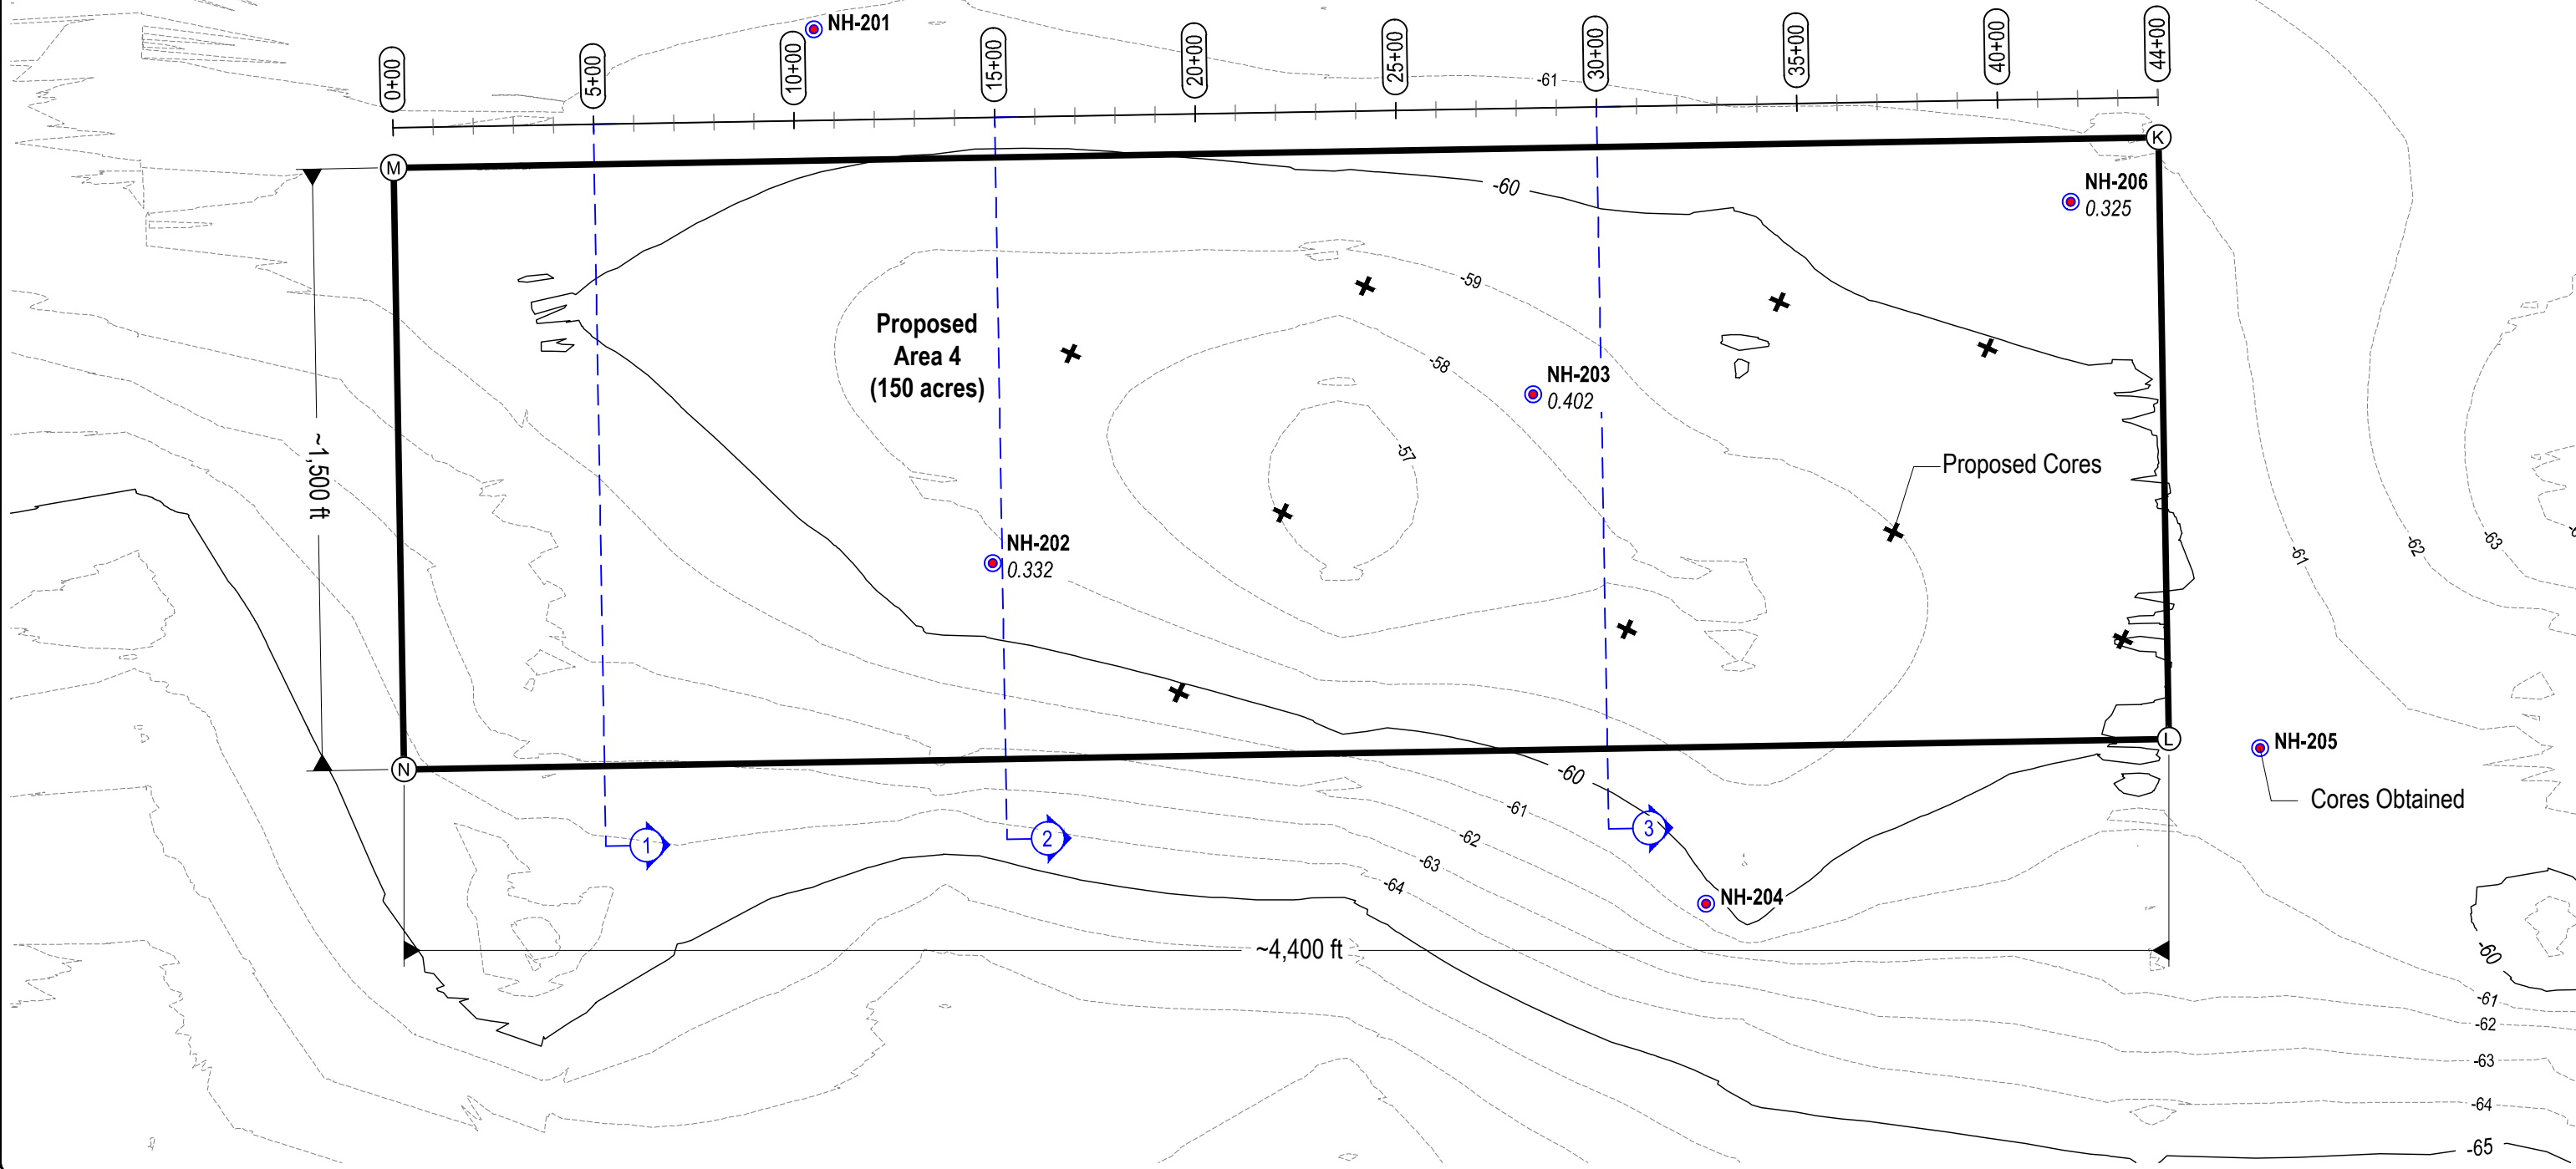 NH-201
0+00
5+00
10+00
15+00
20+00
25+00
30+00
35+00
40+00
44+00
-61
M
K
-60
NH-206
0.325
-59
Proposed
Area 4
(150 acres)
-58
NH-203
0.402
~1,500 ft
-57
Proposed Cores
NH-202
0.332
-61
-62
-63
N
L
NH-205
-60
Cores Obtained
-61
1
2
3
-62
-63
-64
NH-204
~4,400 ft
-60
-61
-62
-63
-64
-65